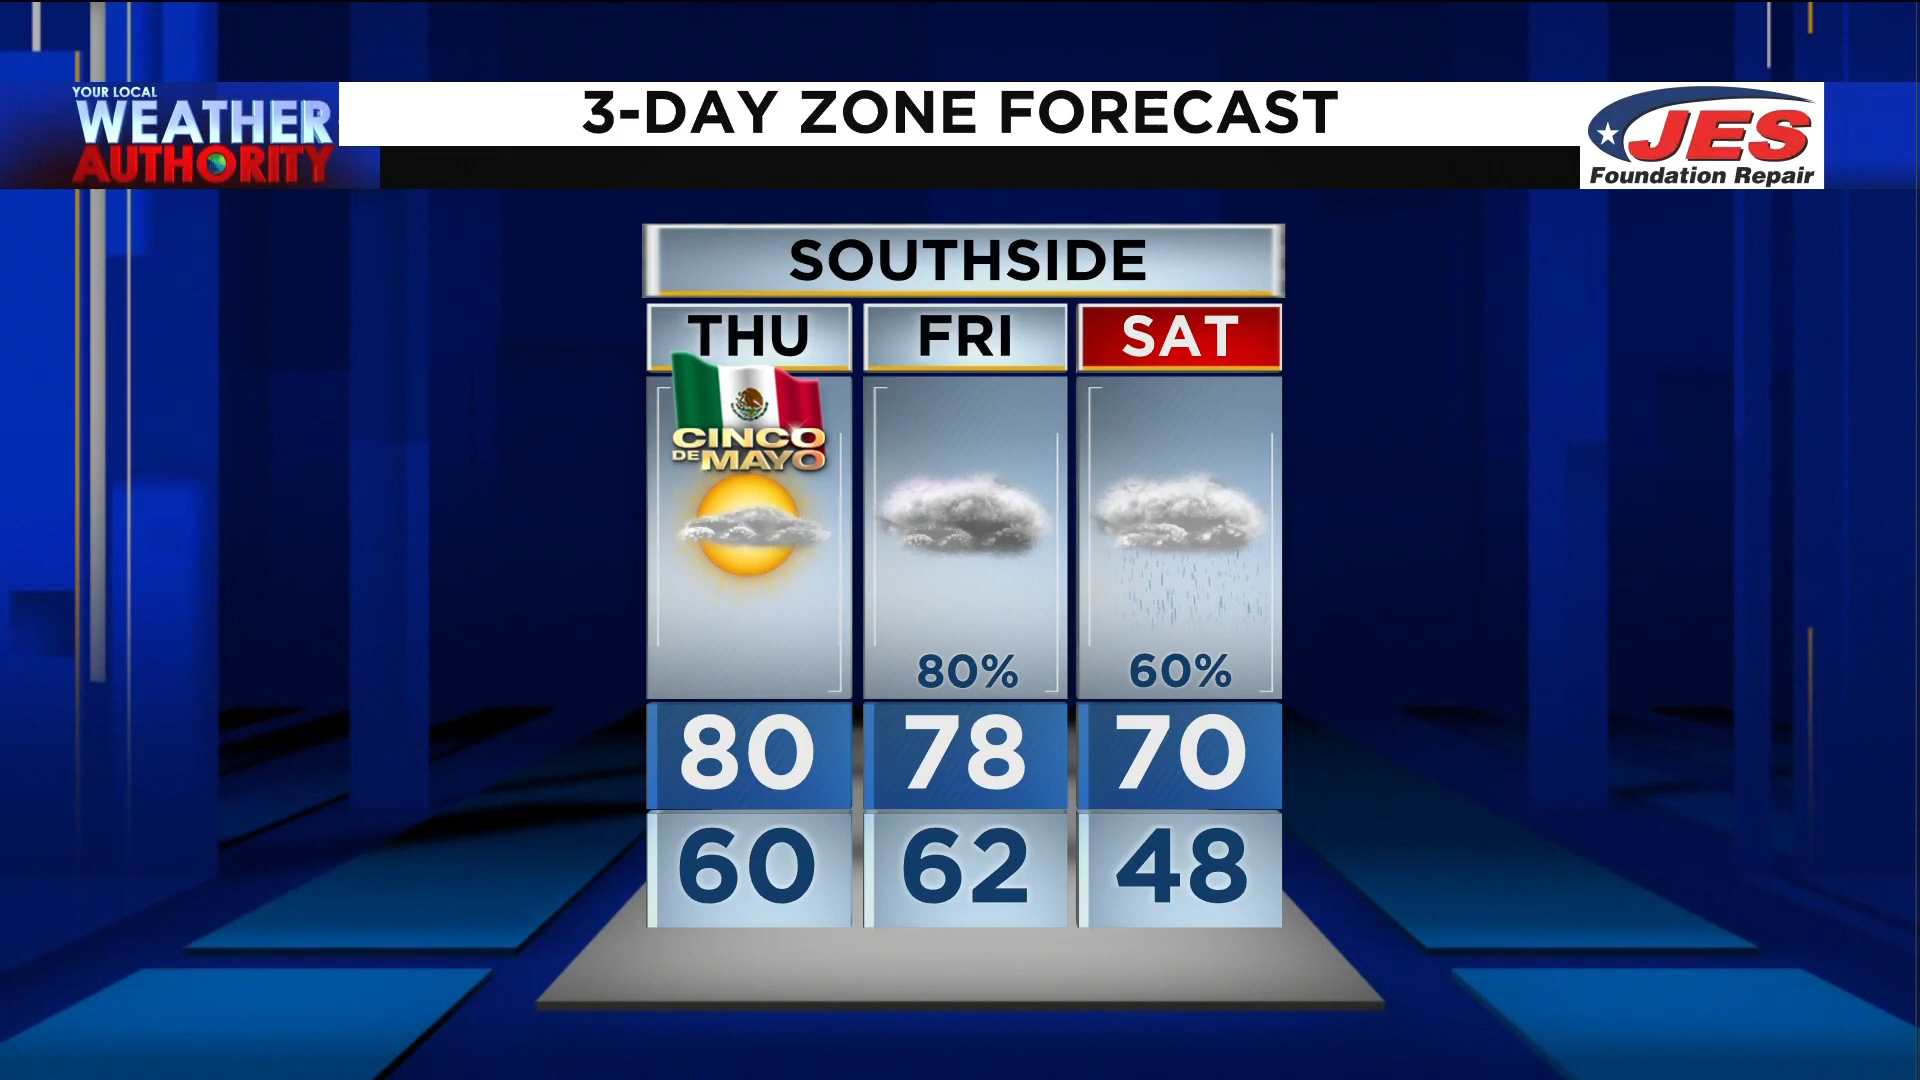 YOUR LOCAL
WEATHER
AUTHORITY
3-DAY ZONE FORECAST
JES
Foundation Repair
SOUTHSIDE
THU FRI SAT
CINCO
DE MAYO
80% 60%
80 78 70
60 62 48